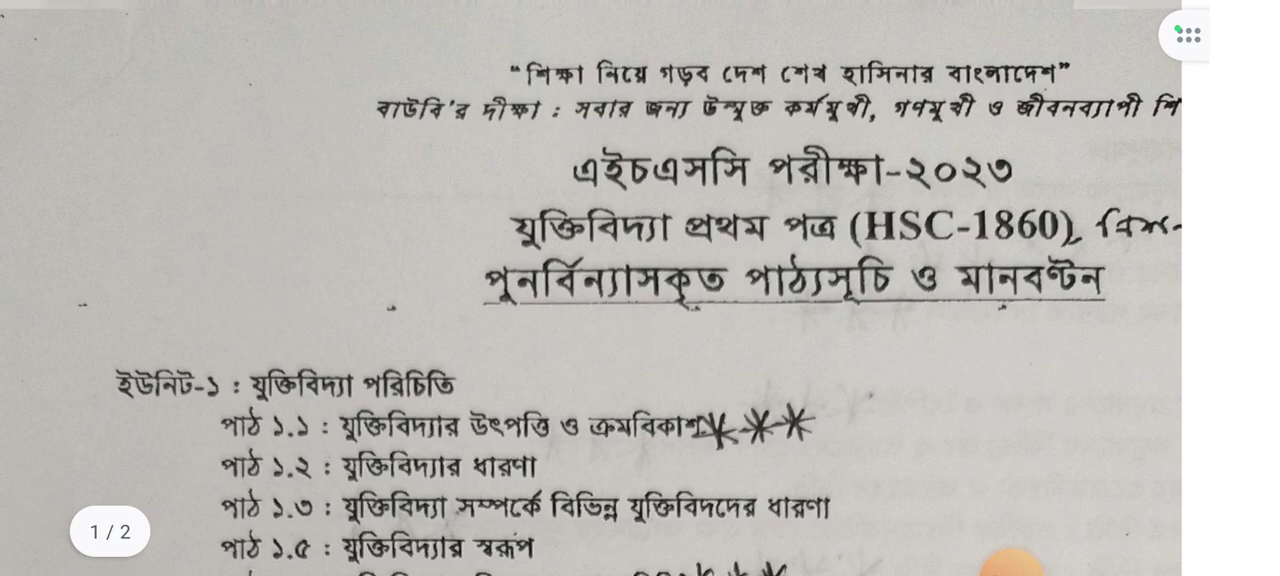 “শিক্ষা নিয়ে গড়ব দেশ শেখ হাসিনার বাংলাদেশ”
বাউবি'র দীক্ষা : সবার জন্য উন্মুক্ত কর্মমূখী, গণমূখী ও জীবনব্যাপী শি
এইচএসসি পরীক্ষা-২০২৩
যুক্তিবিদ্যা প্রথম পত্র (HSC-1860),
পুনর্বিন্যাসকৃত পাঠ্যসূচি ও মানবণ্টন
ইউনিট-১ : যুক্তিবিদ্যা পরিচিতি
পাঠ ১.১ : যুক্তিবিদ্যার উৎপত্তি ও ক্রমবিকাশ
পাঠ ১.২ : যুক্তিবিদ্যার ধারণা
পাঠ ১.৩ : যুক্তিবিদ্যা সম্পর্কে বিভিন্ন যুক্তিবিদদের ধারণা
পাঠ ১.৫ : যুক্তিবিদ্যার স্বরূপ
1 / 2